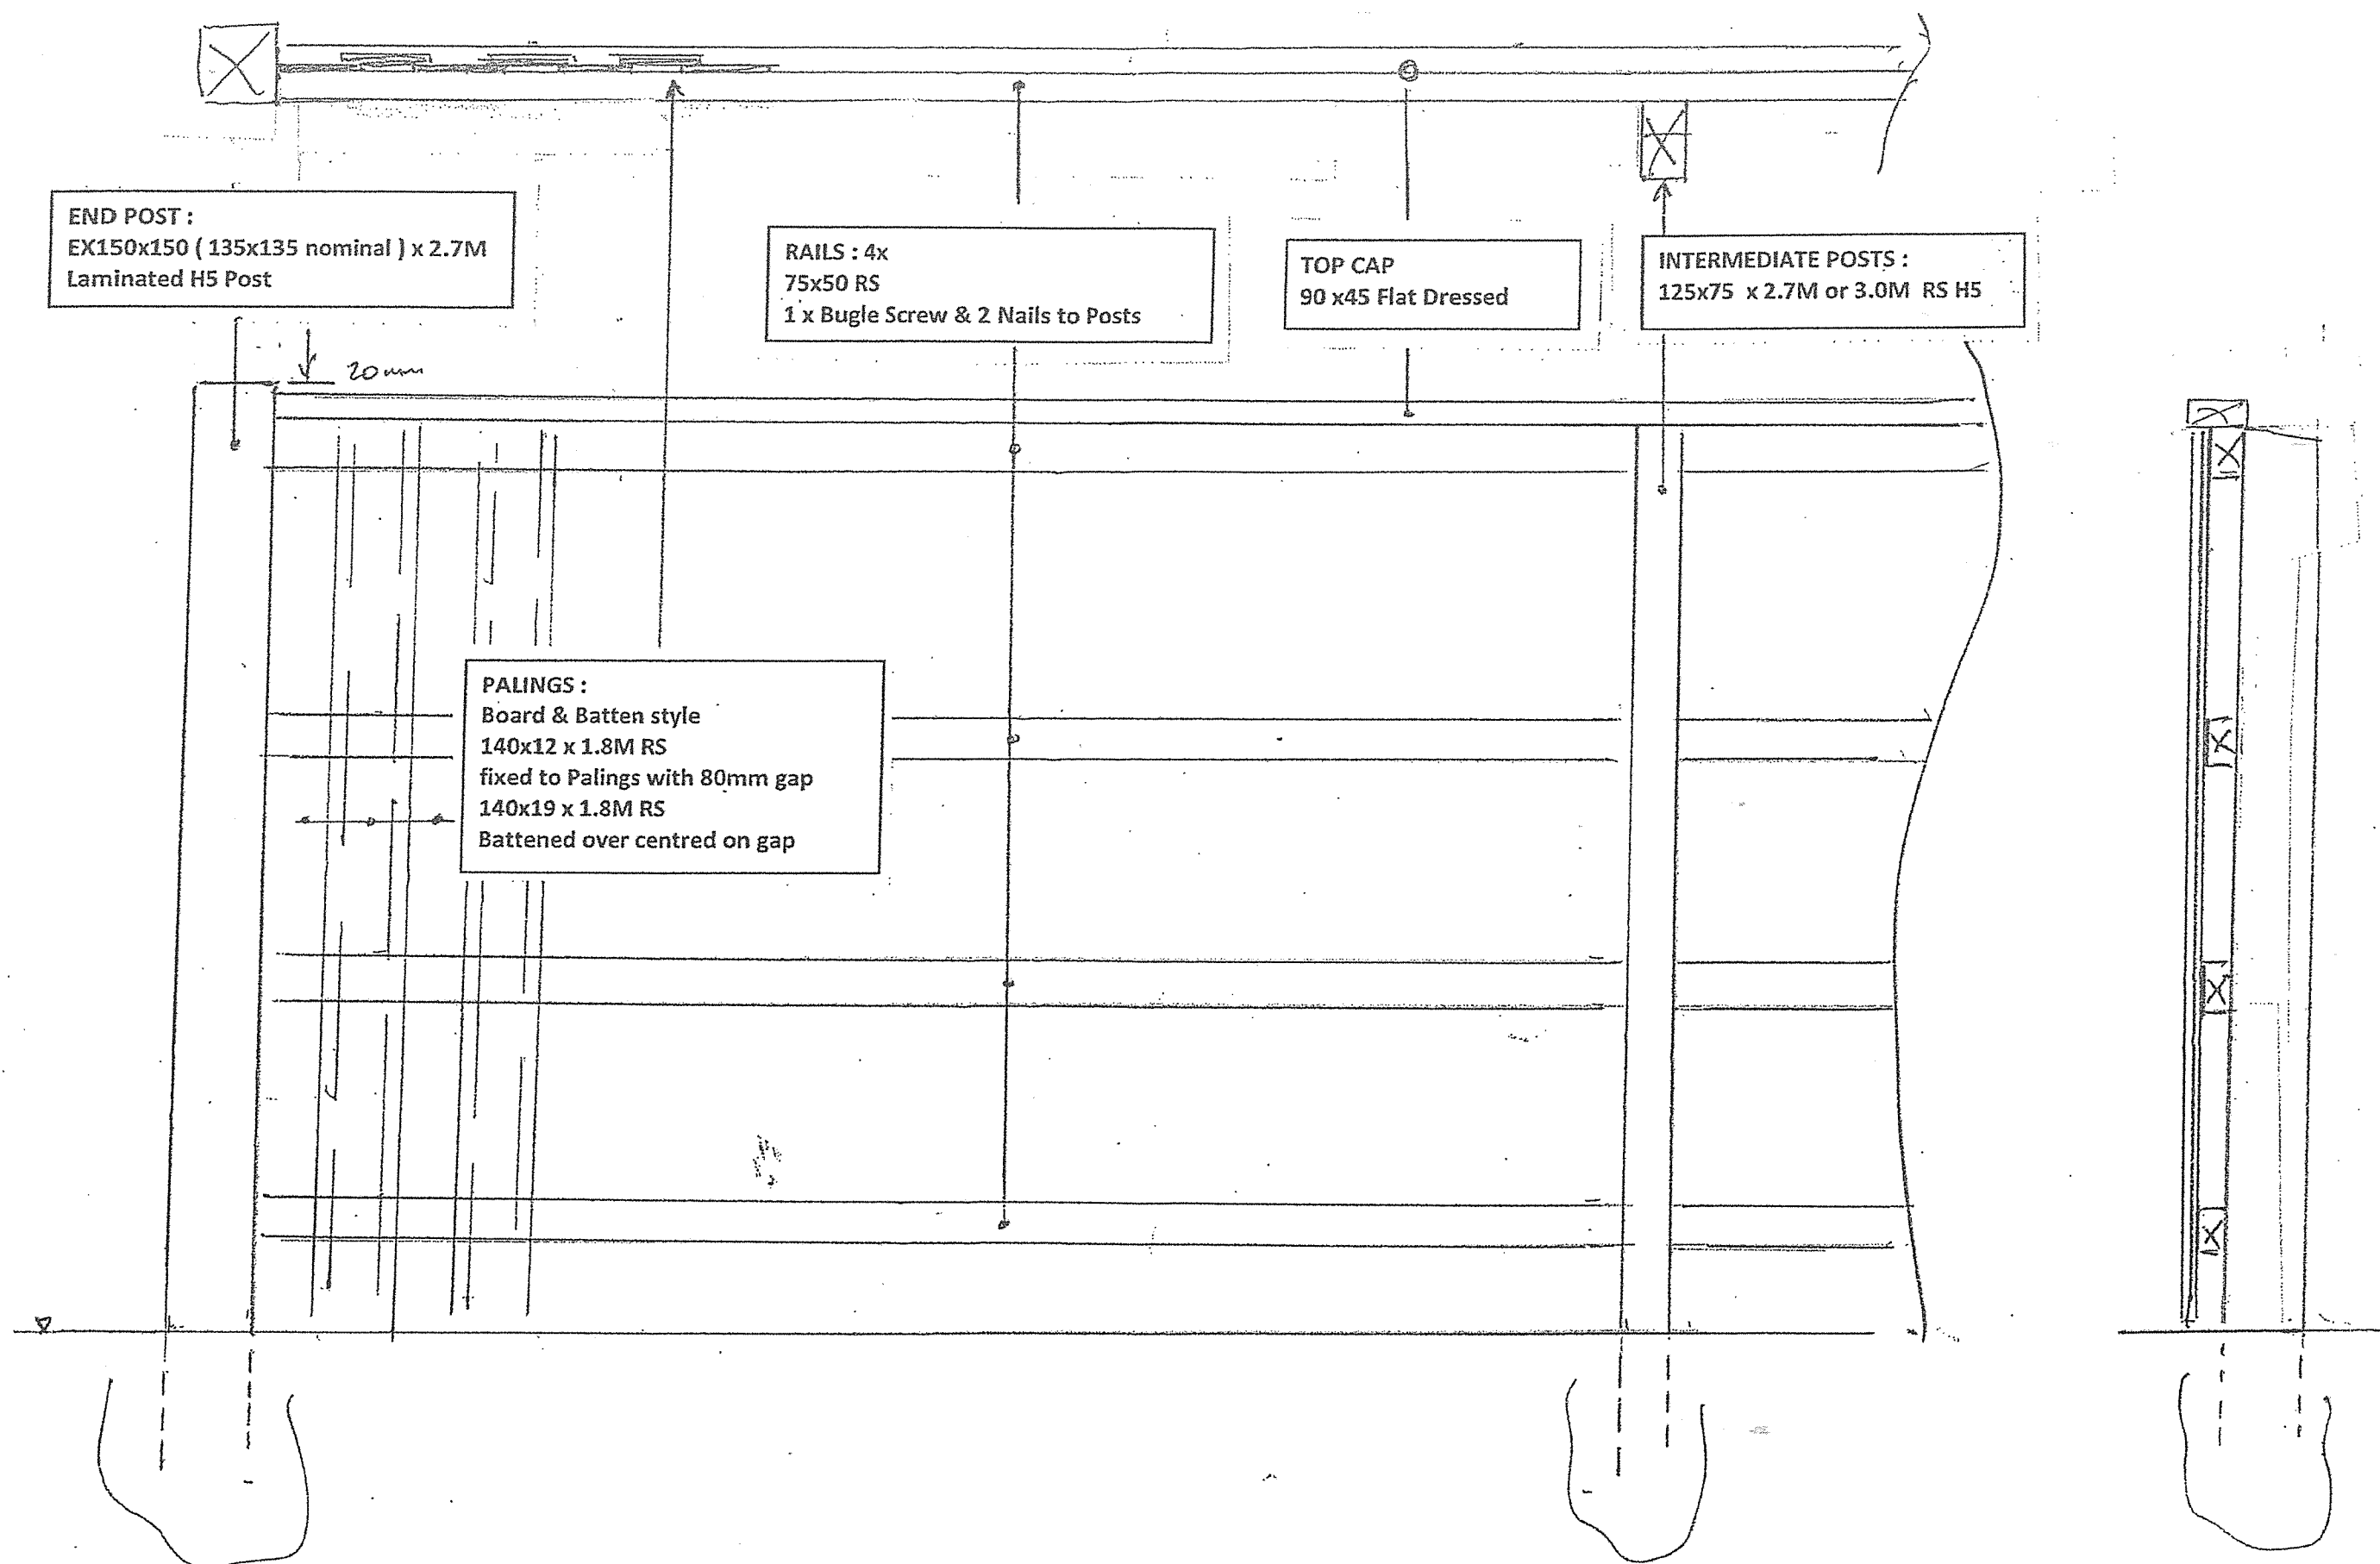 END POST :
EX150x150 ( 135x135 nominal ) x 2.7M
Laminated H5 Post
RAILS : 4x
75x50 RS
1 x Bugle Screw & 2 Nails to Posts
TOP CAP
90 x45 Flat Dressed
INTERMEDIATE POSTS :
125x75 x 2.7M or 3.0M RS H5
20mm
PALINGS :
Board & Batten style
140x12 x 1.8M RS
fixed to Palings with 80mm gap
140x19 x 1.8M RS
Battened over centred on gap